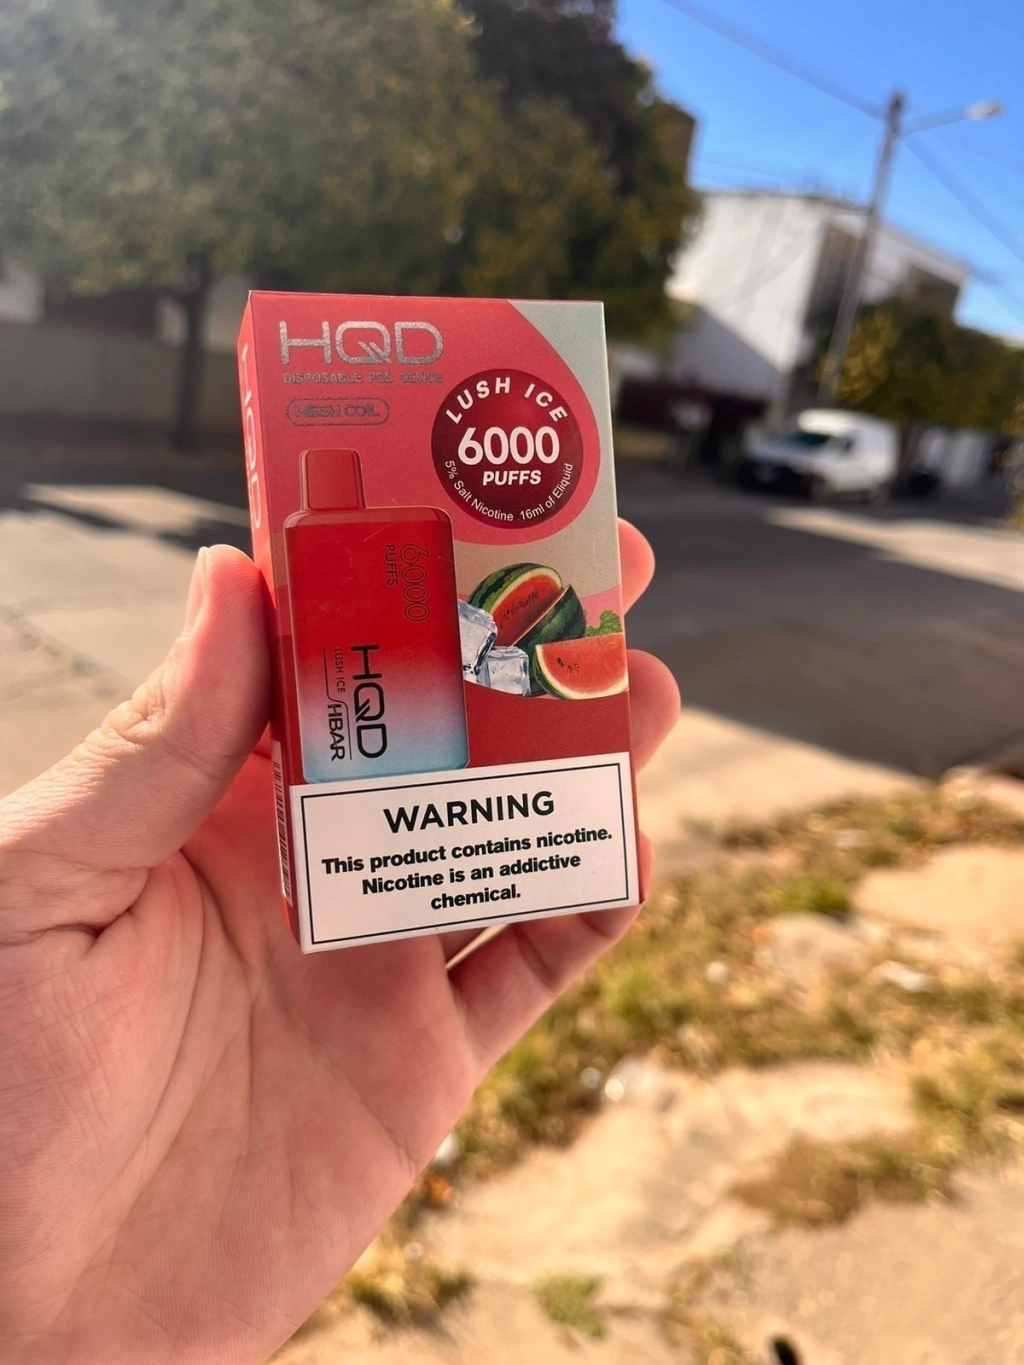 HQD
DISPOSABLE POD DEVICE
MESH COIL
LUSH ICE
6000
PUFFS
5% Salt Nicotine 16ml of Eliquid
6000
PUFFS
HQD
LUSH ICE
HBAR
HQD
WARNING
This product contains nicotine.
Nicotine is an addictive
chemical.